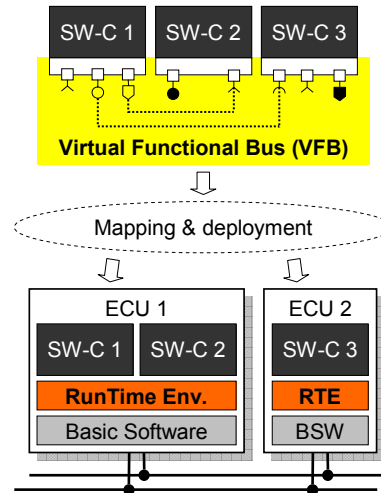 SW-C 1 SW-C 2 SW-C 3
Virtual Functional Bus (VFB)
Mapping & deployment
ECU 1 ECU 2
SW-C 1 SW-C 2 SW-C 3
RunTime Env. RTE
Basic Software BSW